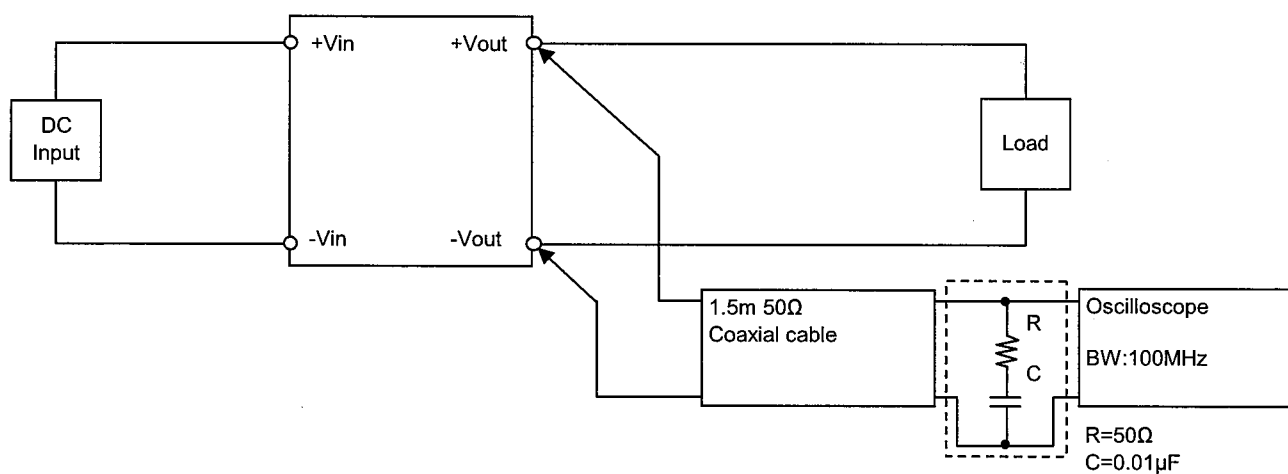 +Vin
+Vout
DC
Input
Load
-Vin
-Vout
1.5m 50Ω
Coaxial cable
R
C
Oscilloscope
BW:100MHz
R=50Ω
C=0.01µF